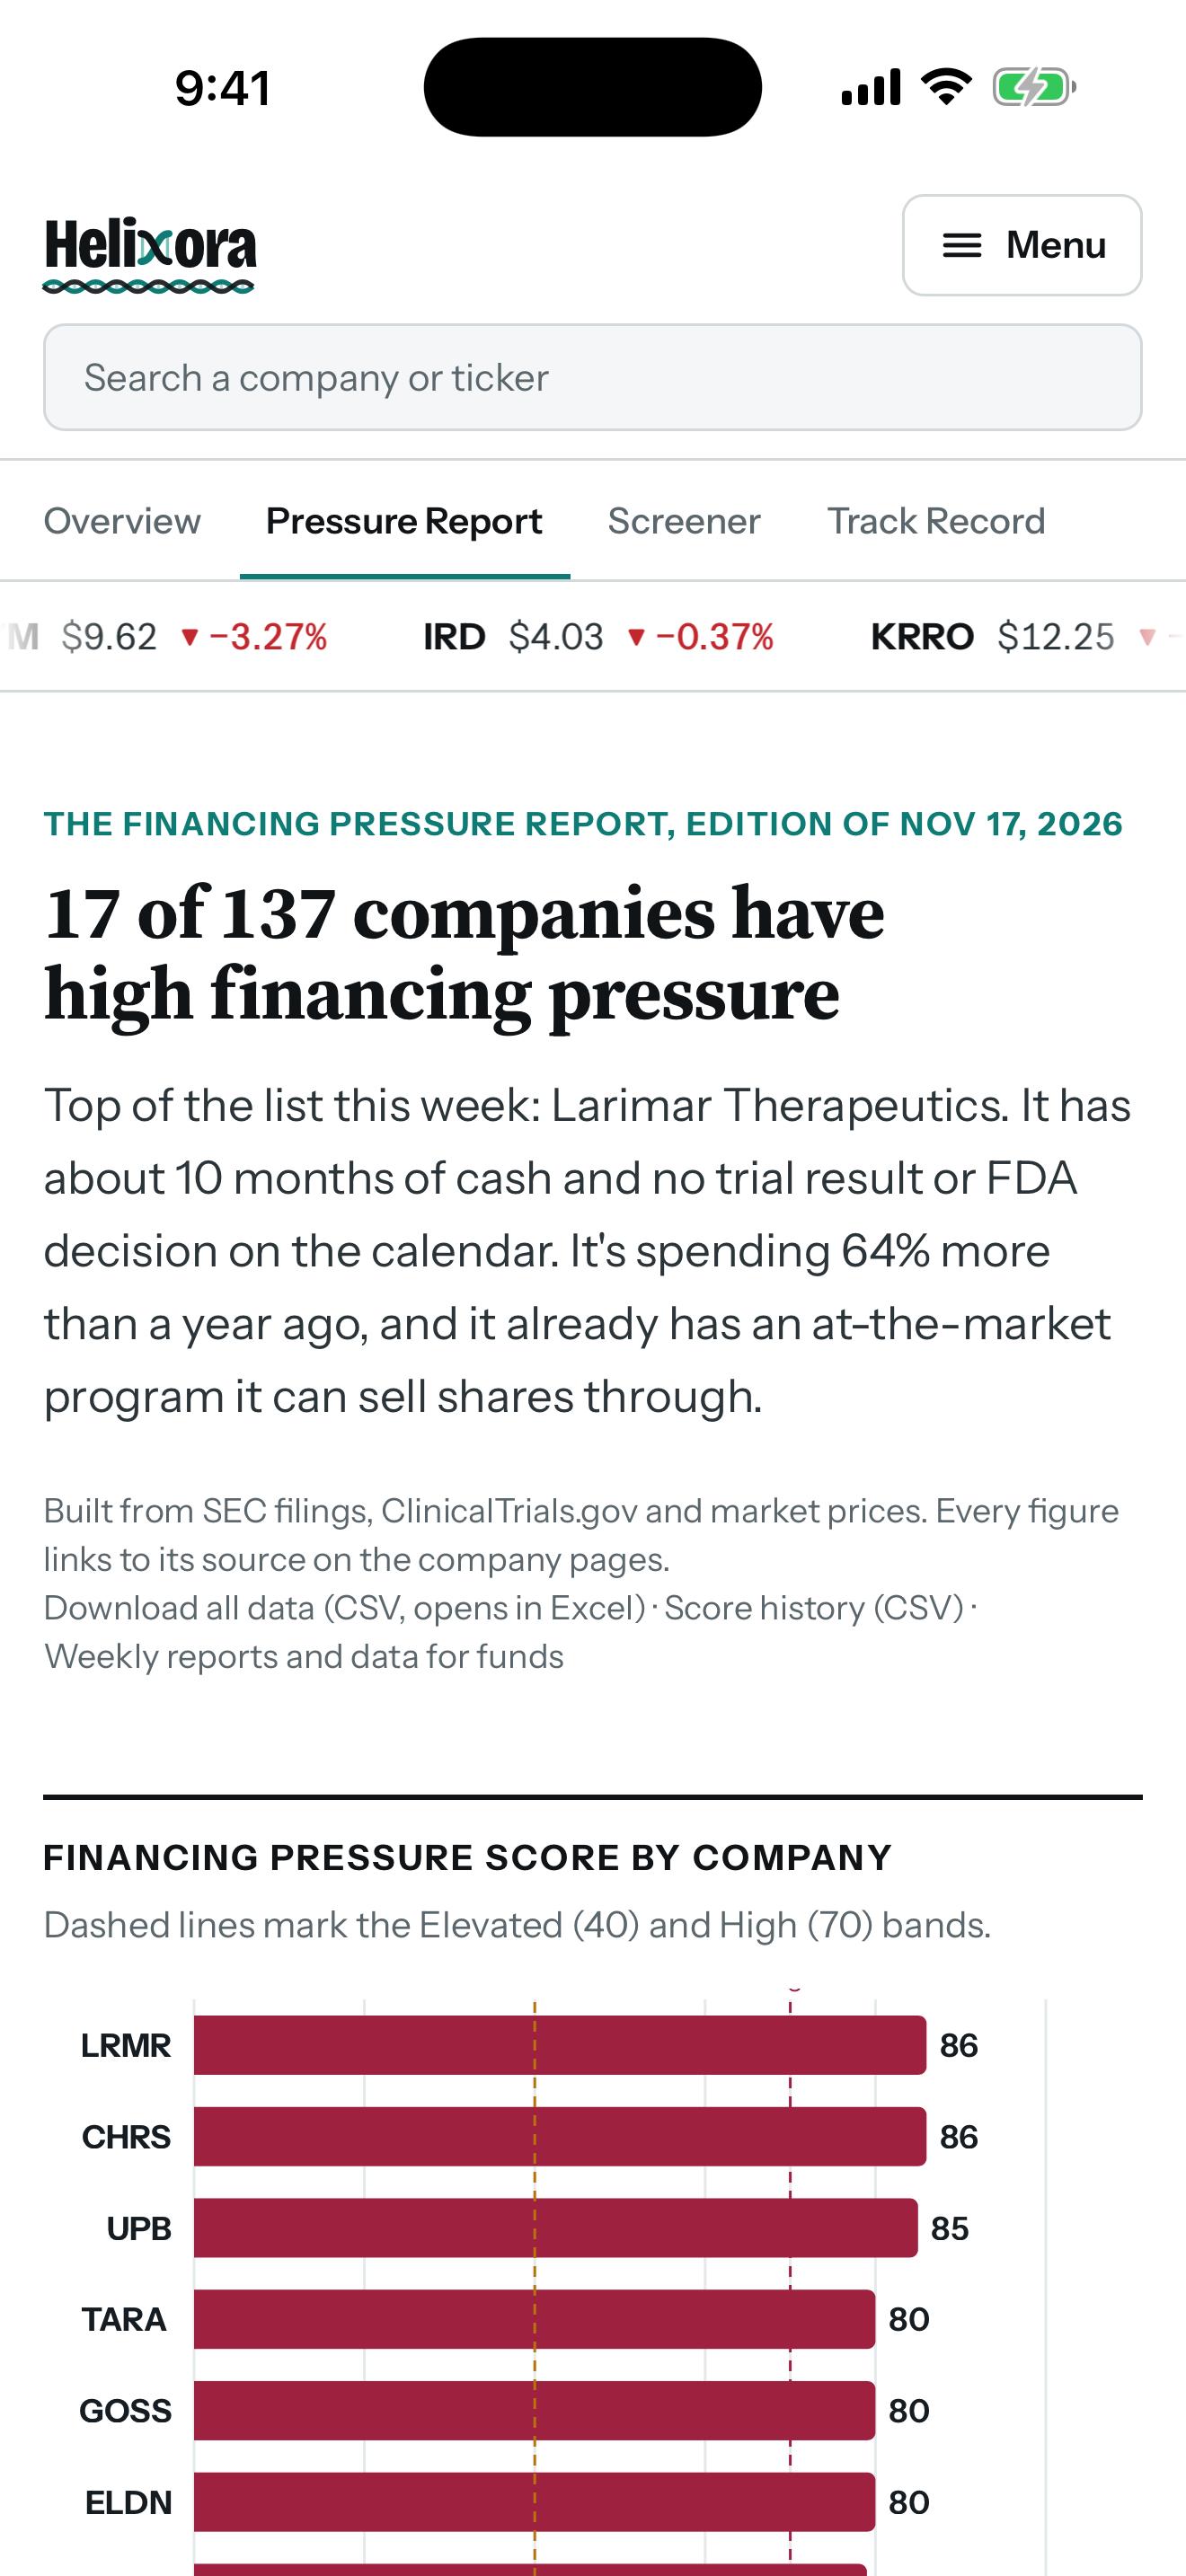 9:41
Helixora
Menu
Search a company or ticker
Overview Pressure Report Screener Track Record
M $9.62 ▼ −3.27% IRD $4.03 ▼ −0.37% KRRO $12.25 ▼ −
THE FINANCING PRESSURE REPORT, EDITION OF NOV 17, 2026
17 of 137 companies have
high financing pressure
Top of the list this week: Larimar Therapeutics. It has
about 10 months of cash and no trial result or FDA
decision on the calendar. It's spending 64% more
than a year ago, and it already has an at-the-market
program it can sell shares through.
Built from SEC filings, ClinicalTrials.gov and market prices. Every figure
links to its source on the company pages.
Download all data (CSV, opens in Excel) · Score history (CSV) ·
Weekly reports and data for funds
FINANCING PRESSURE SCORE BY COMPANY
Dashed lines mark the Elevated (40) and High (70) bands.
LRMR 86
CHRS 86
UPB 85
TARA 80
GOSS 80
ELDN 80